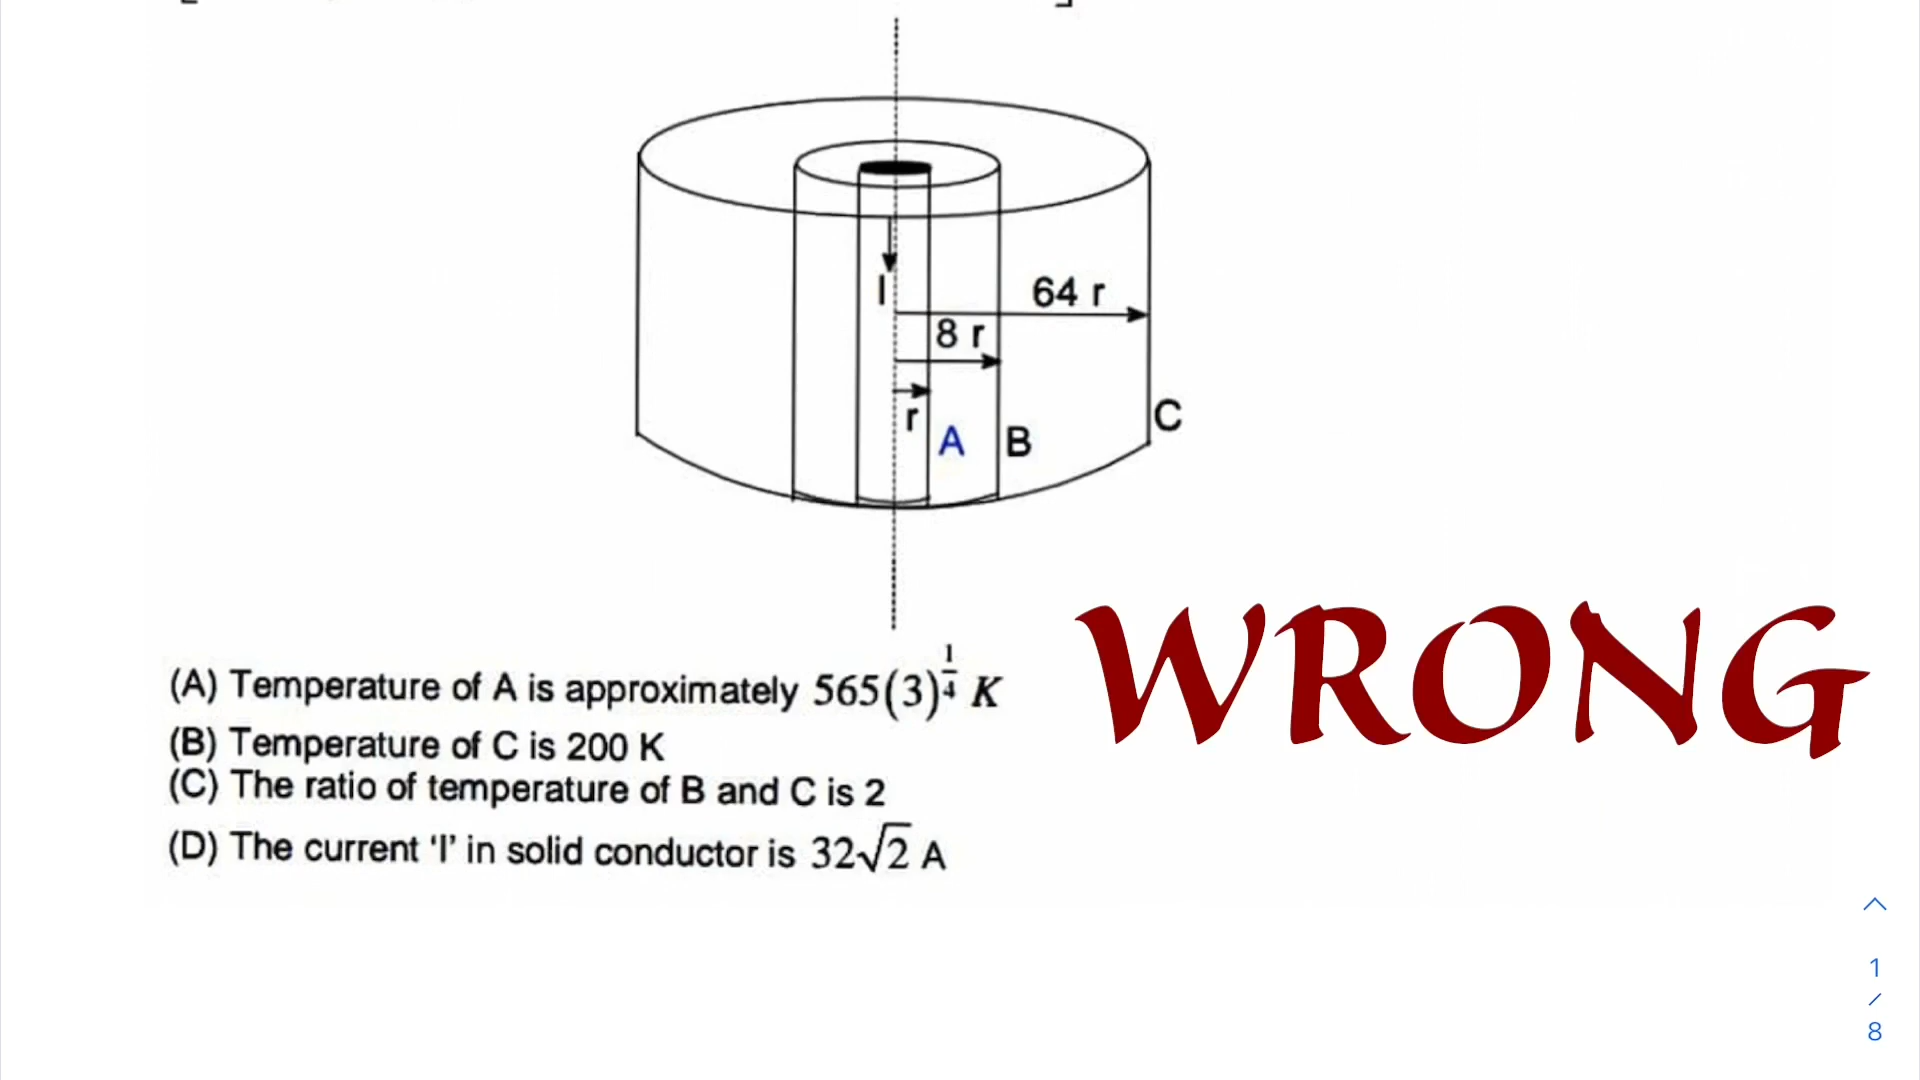 I
64 r
8 r
r
A
B
C
(A) Temperature of A is approximately 565(3)^{1/4} K
WRONG
(B) Temperature of C is 200 K
(C) The ratio of temperature of B and C is 2
(D) The current 'I' in solid conductor is 32√2 A
1
/
8